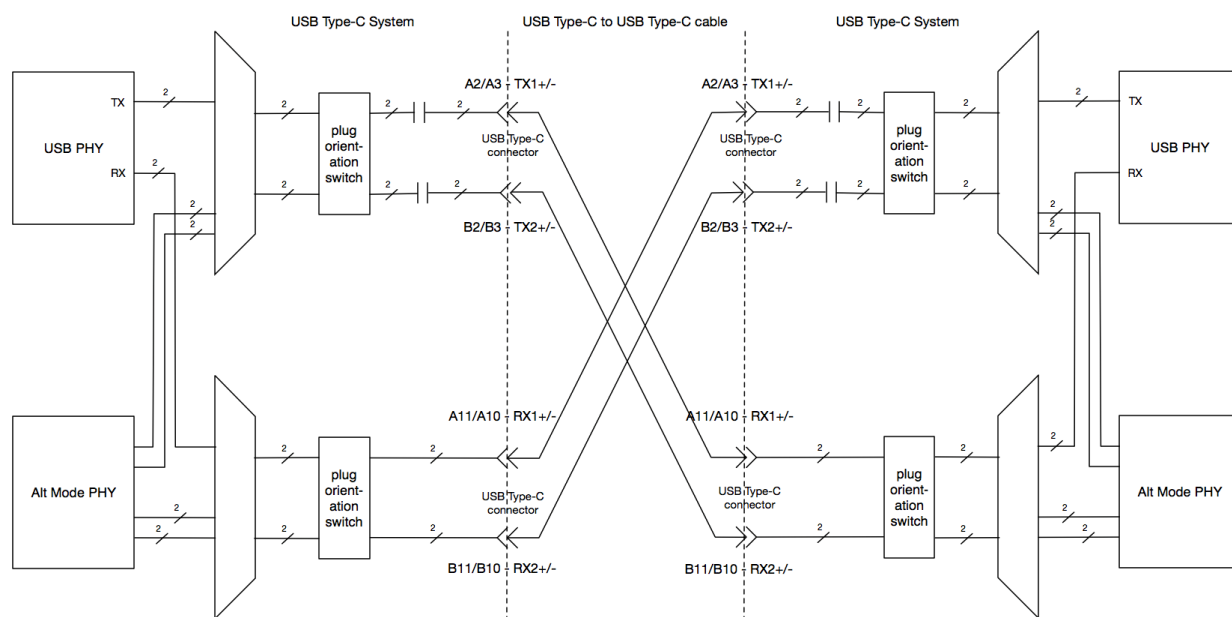 USB Type-C System
USB Type-C to USB Type-C cable
USB Type-C System
A2/A3 - TX1+/-
A2/A3 - TX1+/-
TX
2
2
2
2
2
2
2
2
TX
USB PHY
plug
orient-
ation
switch
USB Type-C
connector
USB Type-C
connector
plug
orient-
ation
switch
USB PHY
RX
2
2
2
2
2
2
2
RX
2
2
B2/B3 - TX2+/-
B2/B3 - TX2+/-
2
2
A11/A10 - RX1+/-
A11/A10 - RX1+/-
2
2
2
2
2
Alt Mode PHY
plug
orient-
ation
switch
USB Type-C
connector
USB Type-C
connector
plug
orient-
ation
switch
Alt Mode PHY
2
2
2
2
2
2
2
2
B11/B10 - RX2+/-
B11/B10 - RX2+/-